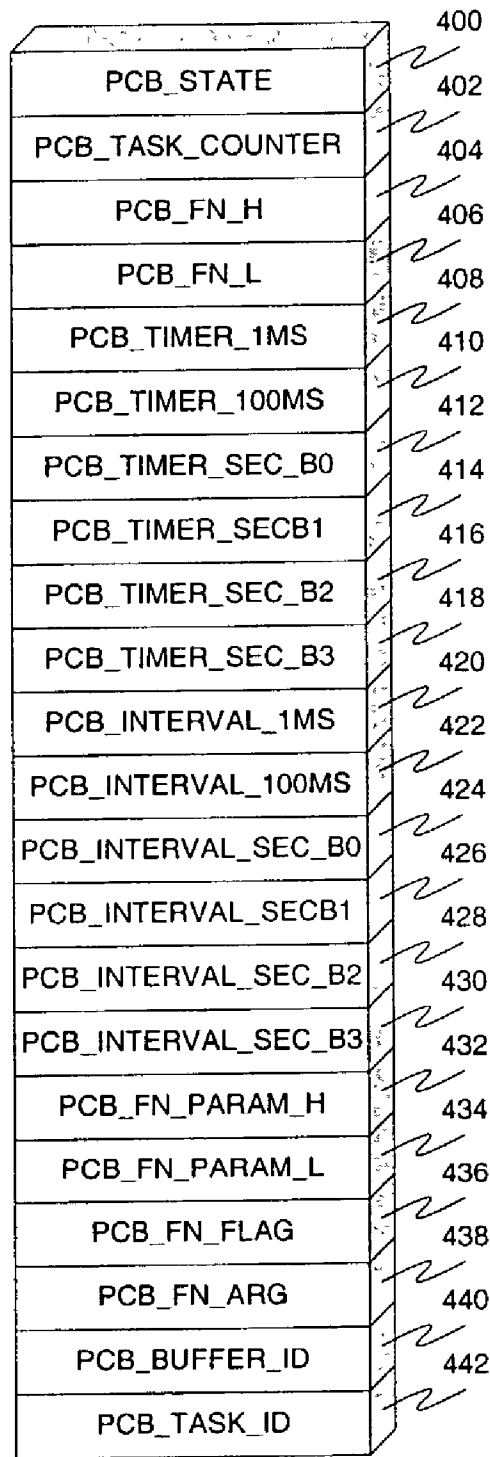 400
PCB_STATE
402
PCB_TASK_COUNTER
404
PCB_FN_H
406
PCB_FN_L
408
PCB_TIMER_1MS
410
PCB_TIMER_100MS
412
PCB_TIMER_SEC_B0
414
PCB_TIMER_SECB1
416
PCB_TIMER_SEC_B2
418
PCB_TIMER_SEC_B3
420
PCB_INTERVAL_1MS
422
PCB_INTERVAL_100MS
424
PCB_INTERVAL_SEC_B0
426
PCB_INTERVAL_SECB1
428
PCB_INTERVAL_SEC_B2
430
PCB_INTERVAL_SEC_B3
432
PCB_FN_PARAM_H
434
PCB_FN_PARAM_L
436
PCB_FN_FLAG
438
PCB_FN_ARG
440
PCB_BUFFER_ID
442
PCB_TASK_ID